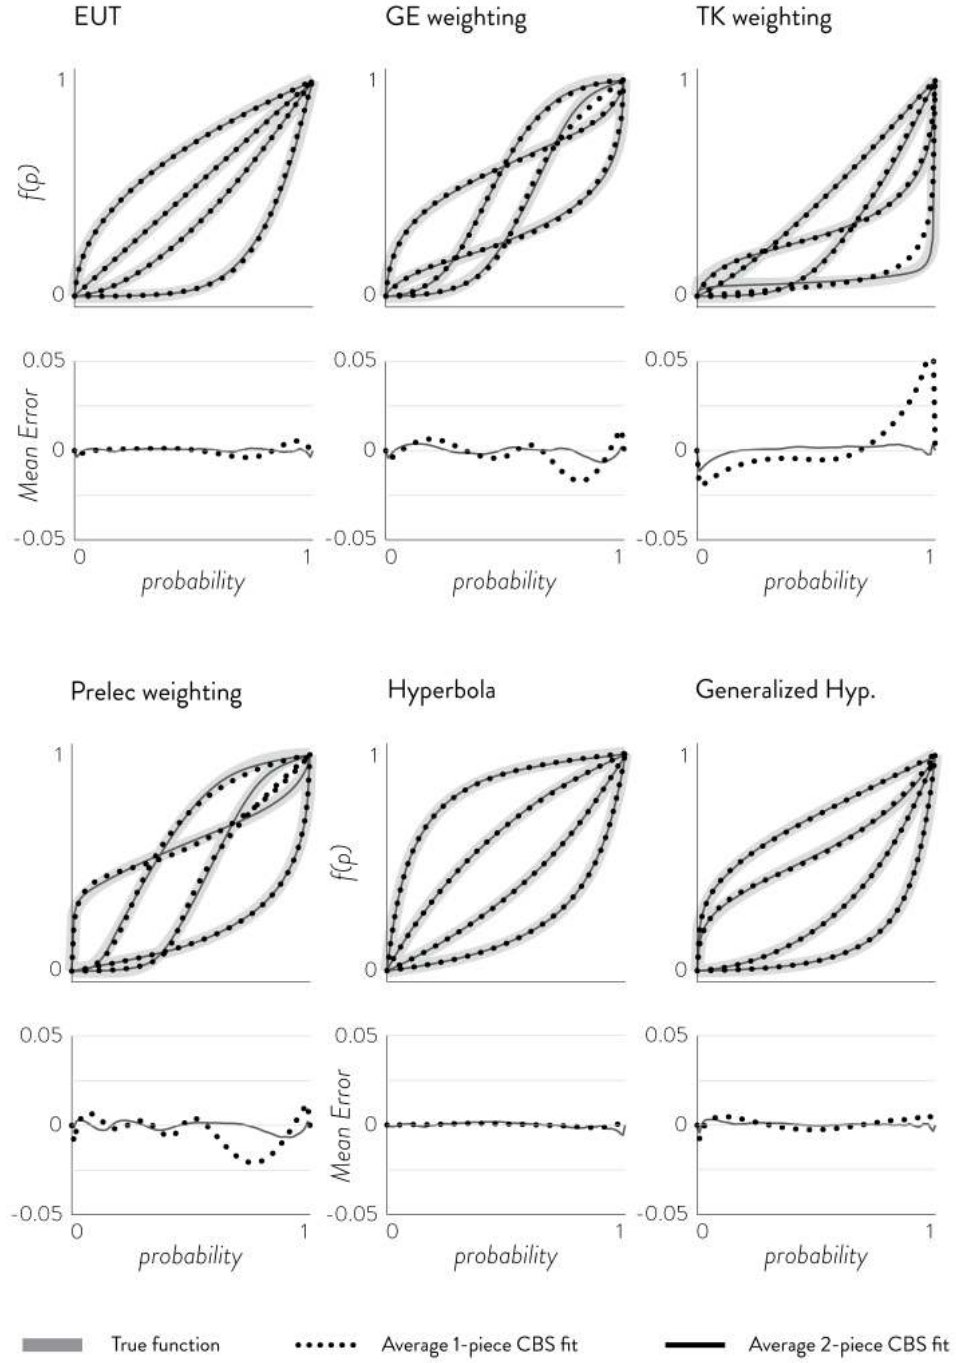 EUT GE weighting TK weighting
1 1 1
f(p)
0 0 0
0.05 0.05 0.05
Mean Error
0 0 0
-0.05 -0.05 -0.05
0 1 0 1 0 1
probability probability probability
Prelec weighting Hyperbola Generalized Hyp.
1 1 1
f(p)
0 0 0
0.05 0.05 0.05
Mean Error
0 0 0
-0.05 -0.05 -0.05
0 1 0 1 0 1
probability probability probability
True function Average 1-piece CBS fit Average 2-piece CBS fit